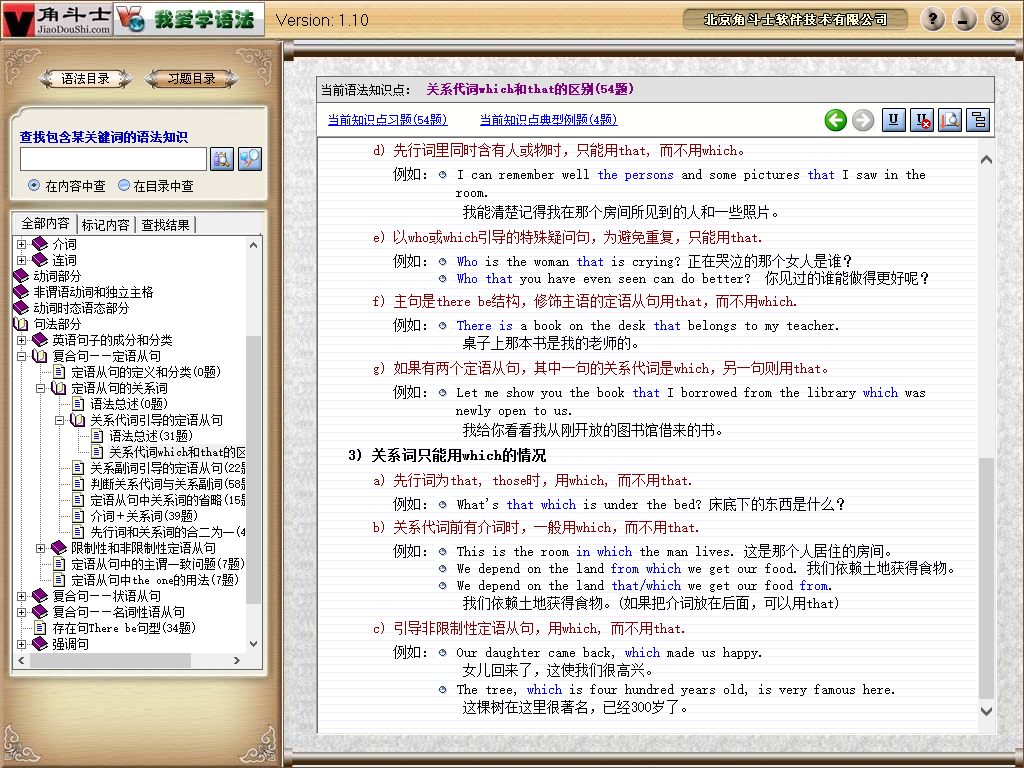 角斗士
JiaoDouShi.com
我爱学语法
Version: 1.10
北京角斗士软件技术有限公司
语法目录
习题目录
查找包含某关键词的语法知识
在内容中查
在目录中查
全部内容
标记内容
查找结果
介词
连词
动词部分
非谓语动词和独立主格
动词时态语态部分
句法部分
英语句子的成分和分类
复合句——定语从句
定语从句的定义和分类(0题)
定语从句的关系词
语法总述(0题)
关系代词引导的定语从句
语法总述(31题)
关系代词which和that的区
关系副词引导的定语从句(22题
判断关系代词与关系副词(58题
定语从句中关系词的省略(15题
介词＋关系词(39题)
先行词和关系词的合二为一(4
限制性和非限制性定语从句
定语从句中的主谓一致问题(7题)
定语从句中the one的用法(7题)
复合句——状语从句
复合句——名词性语从句
存在句There be句型(34题)
强调句
当前语法知识点： 关系代词which和that的区别(54题)
当前知识点习题(54题)
当前知识点典型例题(4题)
d) 先行词里同时含有人或物时，只能用that, 而不用which。
例如： I can remember well the persons and some pictures that I saw in the
room.
我能清楚记得我在那个房间所见到的人和一些照片。
e) 以who或which引导的特殊疑问句，为避免重复，只能用that.
例如： Who is the woman that is crying? 正在哭泣的那个女人是谁？
Who that you have even seen can do better? 你见过的谁能做得更好呢？
f) 主句是there be结构，修饰主语的定语从句用that，而不用which.
例如： There is a book on the desk that belongs to my teacher.
桌子上那本书是我的老师的。
g) 如果有两个定语从句，其中一句的关系代词是which，另一句则用that。
例如： Let me show you the book that I borrowed from the library which was
newly open to us.
我给你看看我从刚开放的图书馆借来的书。
3) 关系词只能用which的情况
a) 先行词为that, those时，用which, 而不用that.
例如： What's that which is under the bed? 床底下的东西是什么？
b) 关系代词前有介词时，一般用which，而不用that.
例如： This is the room in which the man lives. 这是那个人居住的房间。
We depend on the land from which we get our food. 我们依赖土地获得食物。
We depend on the land that/which we get our food from.
我们依赖土地获得食物。(如果把介词放在后面，可以用that)
c) 引导非限制性定语从句，用which, 而不用that.
例如： Our daughter came back, which made us happy.
女儿回来了，这使我们很高兴。
The tree, which is four hundred years old, is very famous here.
这棵树在这里很著名，已经300岁了。